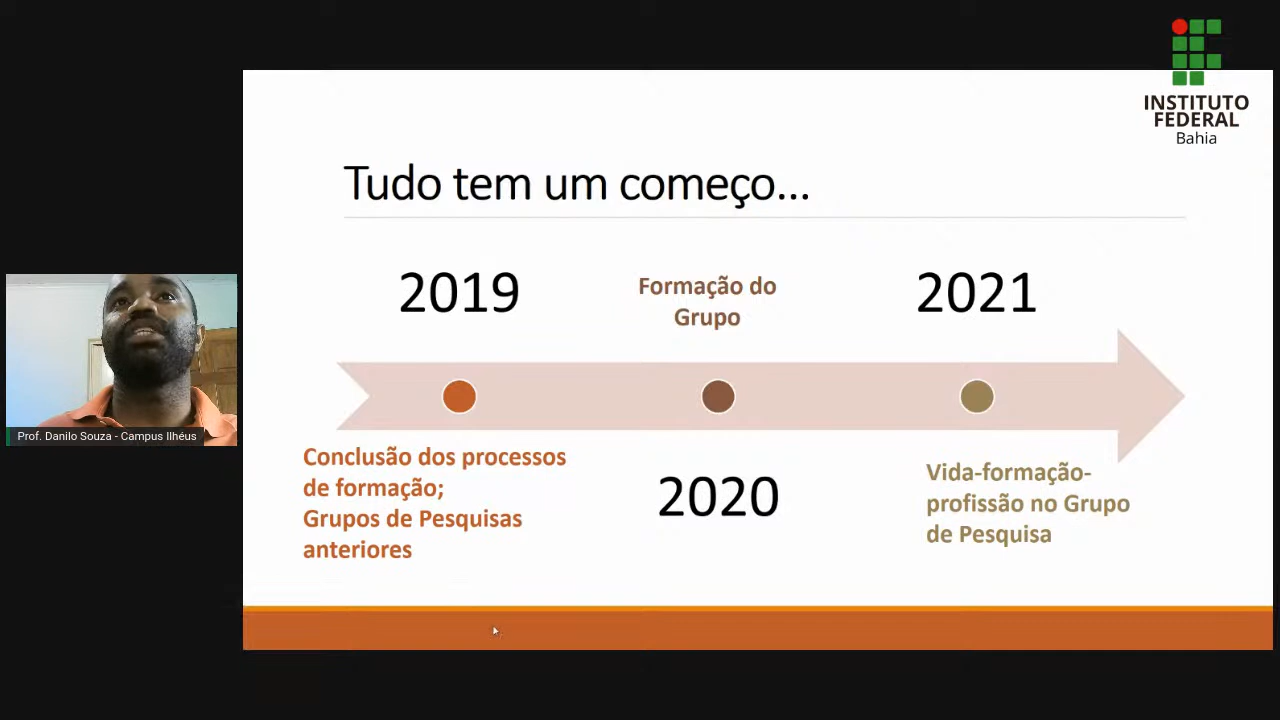 INSTITUTO
FEDERAL
Bahia
Tudo tem um começo...
2019
Formação do
Grupo
2021
Conclusão dos processos
de formação;
Grupos de Pesquisas
anteriores
2020
Vida-formação-
profissão no Grupo
de Pesquisa
Prof. Danilo Souza - Campus Ilhéus